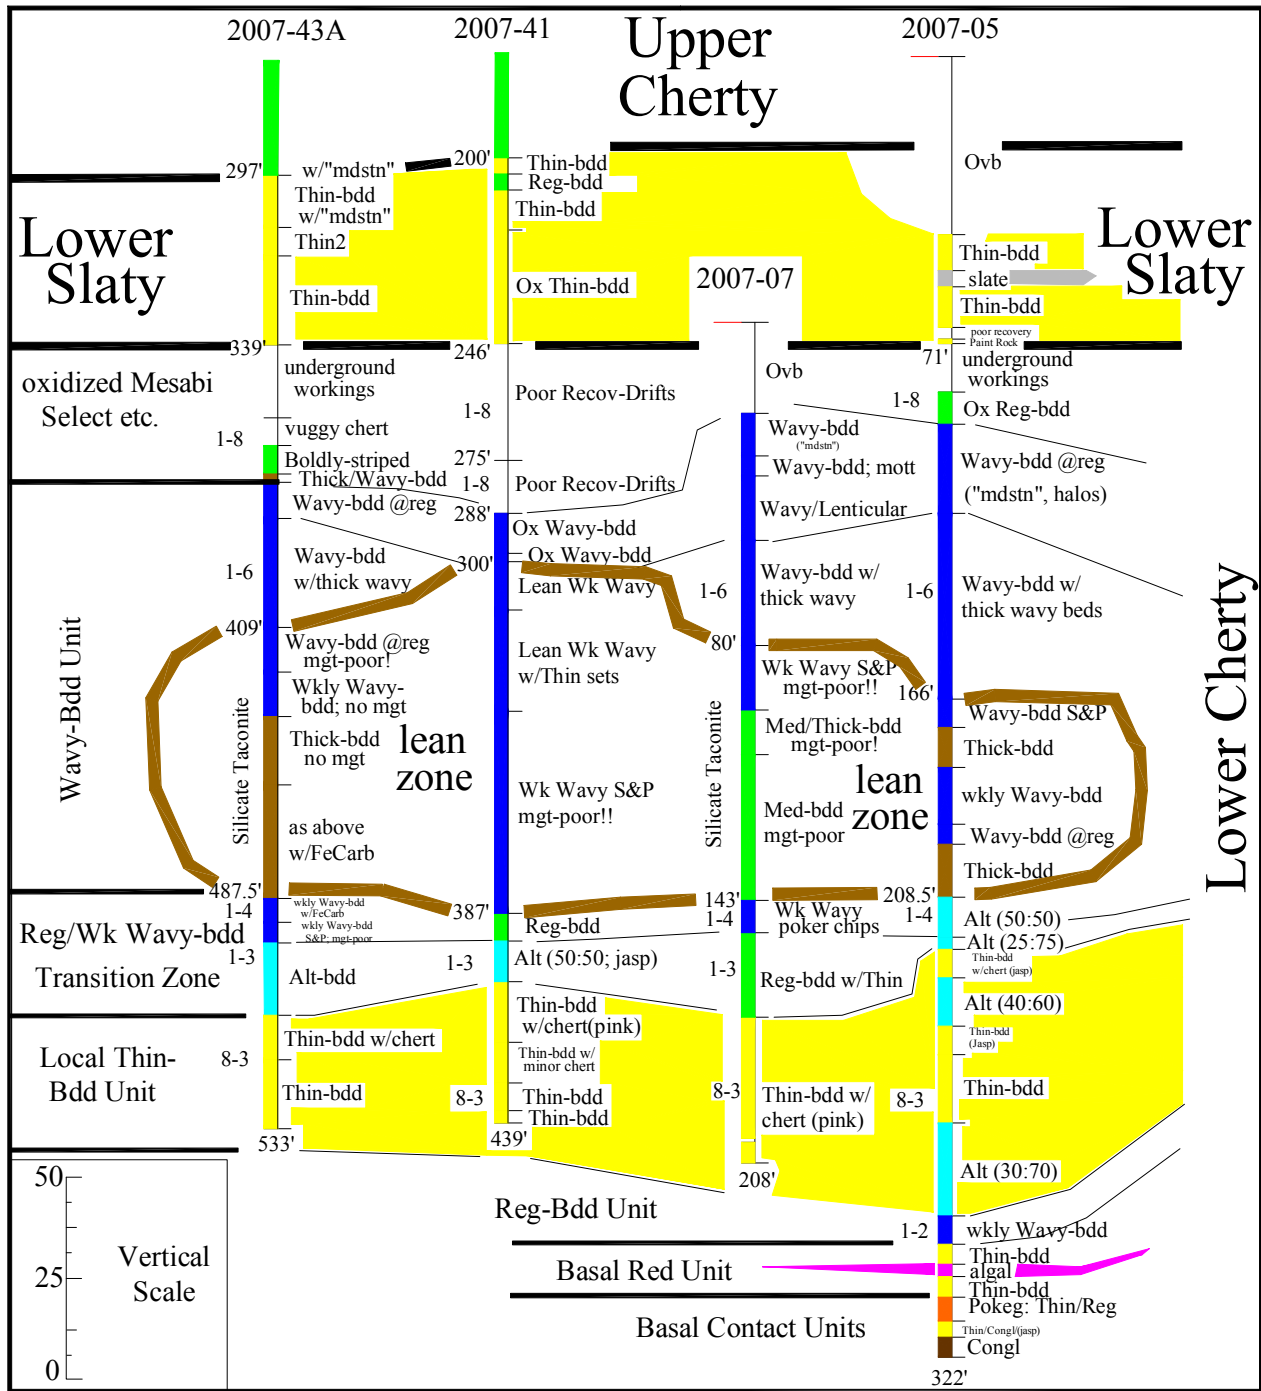 2007-43A
2007-41
Upper
Cherty
2007-05
297'
w/"mdstn"
Thin-bdd
w/"mdstn"
Thin2
Thin-bdd
339'
200'
Thin-bdd
Reg-bdd
Thin-bdd
Ox Thin-bdd
246'
2007-07
Ovb
Thin-bdd
slate
Thin-bdd
poor recovery
Paint Rock
71'
Lower
Slaty
Lower
Slaty
oxidized Mesabi
Select etc.
1-8
underground
workings
vuggy chert
Boldly-striped
Thick/Wavy-bdd
Wavy-bdd @reg
1-8
Poor Recov-Drifts
275'
1-8
Poor Recov-Drifts
288'
Ox Wavy-bdd
Ox Wavy-bdd
300'
Lean Wk Wavy
Ovb
Wavy-bdd
("mdstn")
Wavy-bdd; mott
Wavy/Lenticular
underground
workings
1-8
Ox Reg-bdd
Wavy-bdd @reg
("mdstn", halos)
Wavy-Bdd Unit
1-6
Wavy-bdd
w/thick wavy
409'
Wavy-bdd @reg
mgt-poor!
Wkly Wavy-
bdd; no mgt
Silicate Taconite
Thick-bdd
no mgt
as above
w/FeCarb
487.5'
lean
zone
Lean Wk Wavy
w/Thin sets
Wk Wavy S&P
mgt-poor!!
387'
1-6
Wavy-bdd w/
thick wavy
80'
Wk Wavy S&P
mgt-poor!!
Silicate Taconite
Med/Thick-bdd
mgt-poor!
Med-bdd
mgt-poor
143'
1-6
Wavy-bdd w/
thick wavy beds
166'
Wavy-bdd S&P
Thick-bdd
lean
zone
wkly Wavy-bdd
Wavy-bdd @reg
Thick-bdd
208.5'
Lower Cherty
Reg/Wk Wavy-bdd
Transition Zone
1-4
wkly Wavy-bdd
w/FeCarb
wkly Wavy-bdd
S&P; mgt-poor
1-3
Alt-bdd
Reg-bdd
1-3
Alt (50:50; jasp)
1-4
Wk Wavy
poker chips
1-3
Reg-bdd w/Thin
1-4
Alt (50:50)
Alt (25:75)
Thin-bdd
w/chert (jasp)
Alt (40:60)
Thin-bdd
(Jasp)
Local Thin-
Bdd Unit
8-3
Thin-bdd w/chert
Thin-bdd
533'
Thin-bdd
w/chert(pink)
Thin-bdd w/
minor chert
8-3
Thin-bdd
Thin-bdd
439'
8-3
Thin-bdd w/
chert (pink)
208'
8-3
Thin-bdd
Alt (30:70)
50
25
0
Vertical
Scale
Reg-Bdd Unit
1-2
wkly Wavy-bdd
Basal Red Unit
Thin-bdd
algal
Thin-bdd
Basal Contact Units
Pokeg: Thin/Reg
Thin/Congl/(jasp)
Congl
322'